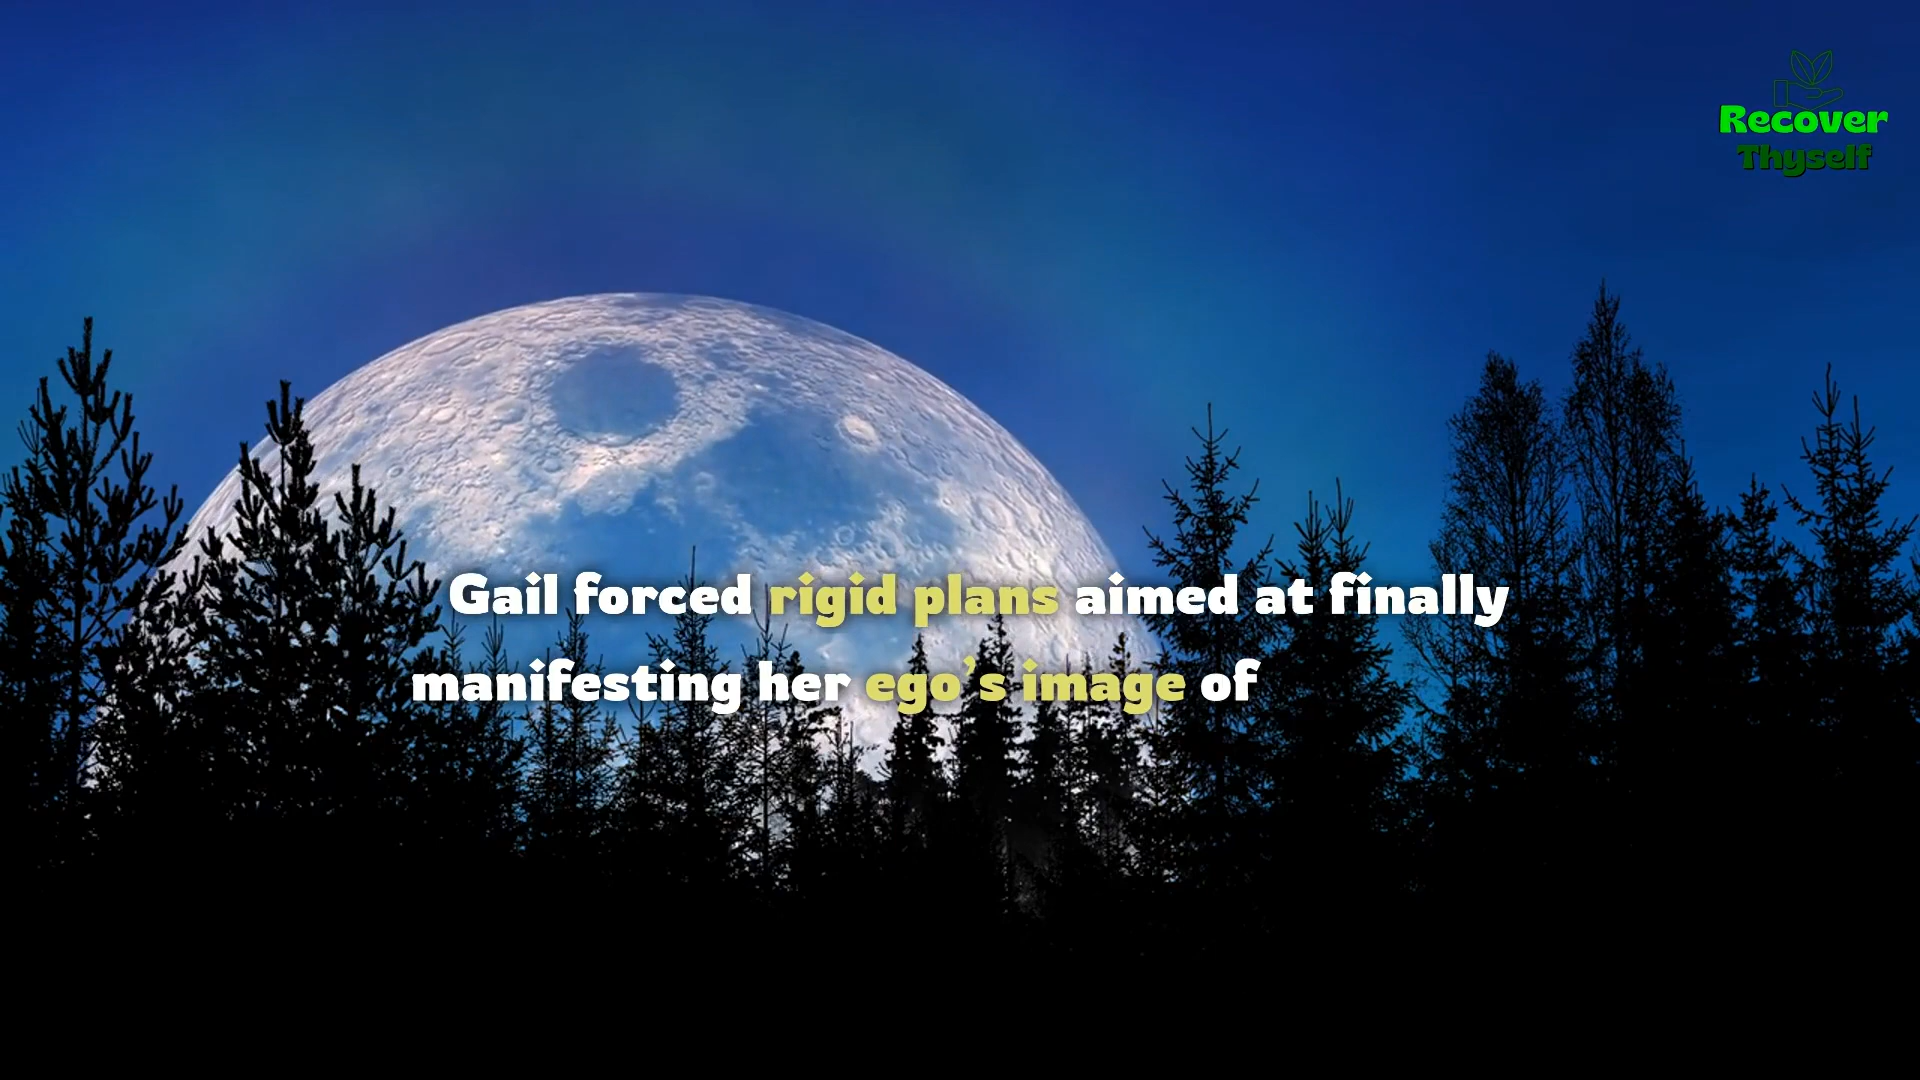 Recover
Thyself
Gail forced rigid plans aimed at finally
manifesting her ego’s image of